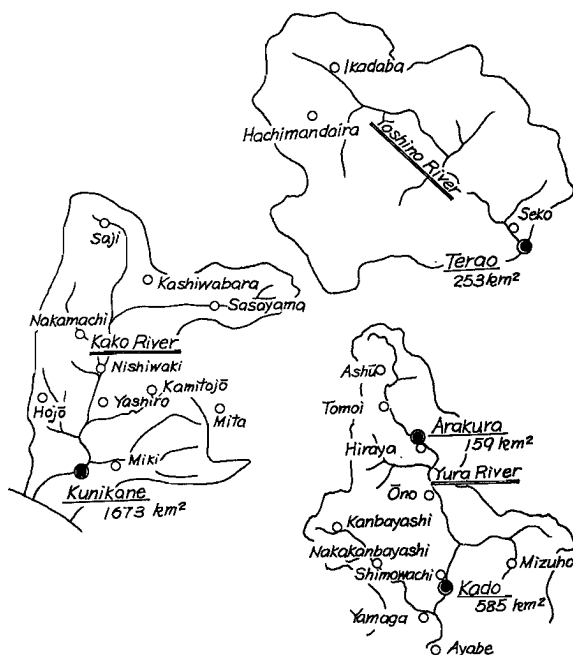 Ikadaba
Hachimandaira
Yoshino River
Seko
Terao
253 km²
Saji
Kashiwabara
Sasāyama
Nakamachi
Kako River
Nishiwaki
Kamitojō
Hojō
Yashiro
Mita
Miki
Kunikane
1673 km²
Ashū
Tomoi
Arakura
159 km²
Hiraya
Yura River
Ōno
Kanbayashi
Nakakanbayashi
Mizuho
Shimowachi
Kado
585 km²
Yamaga
Ayabe